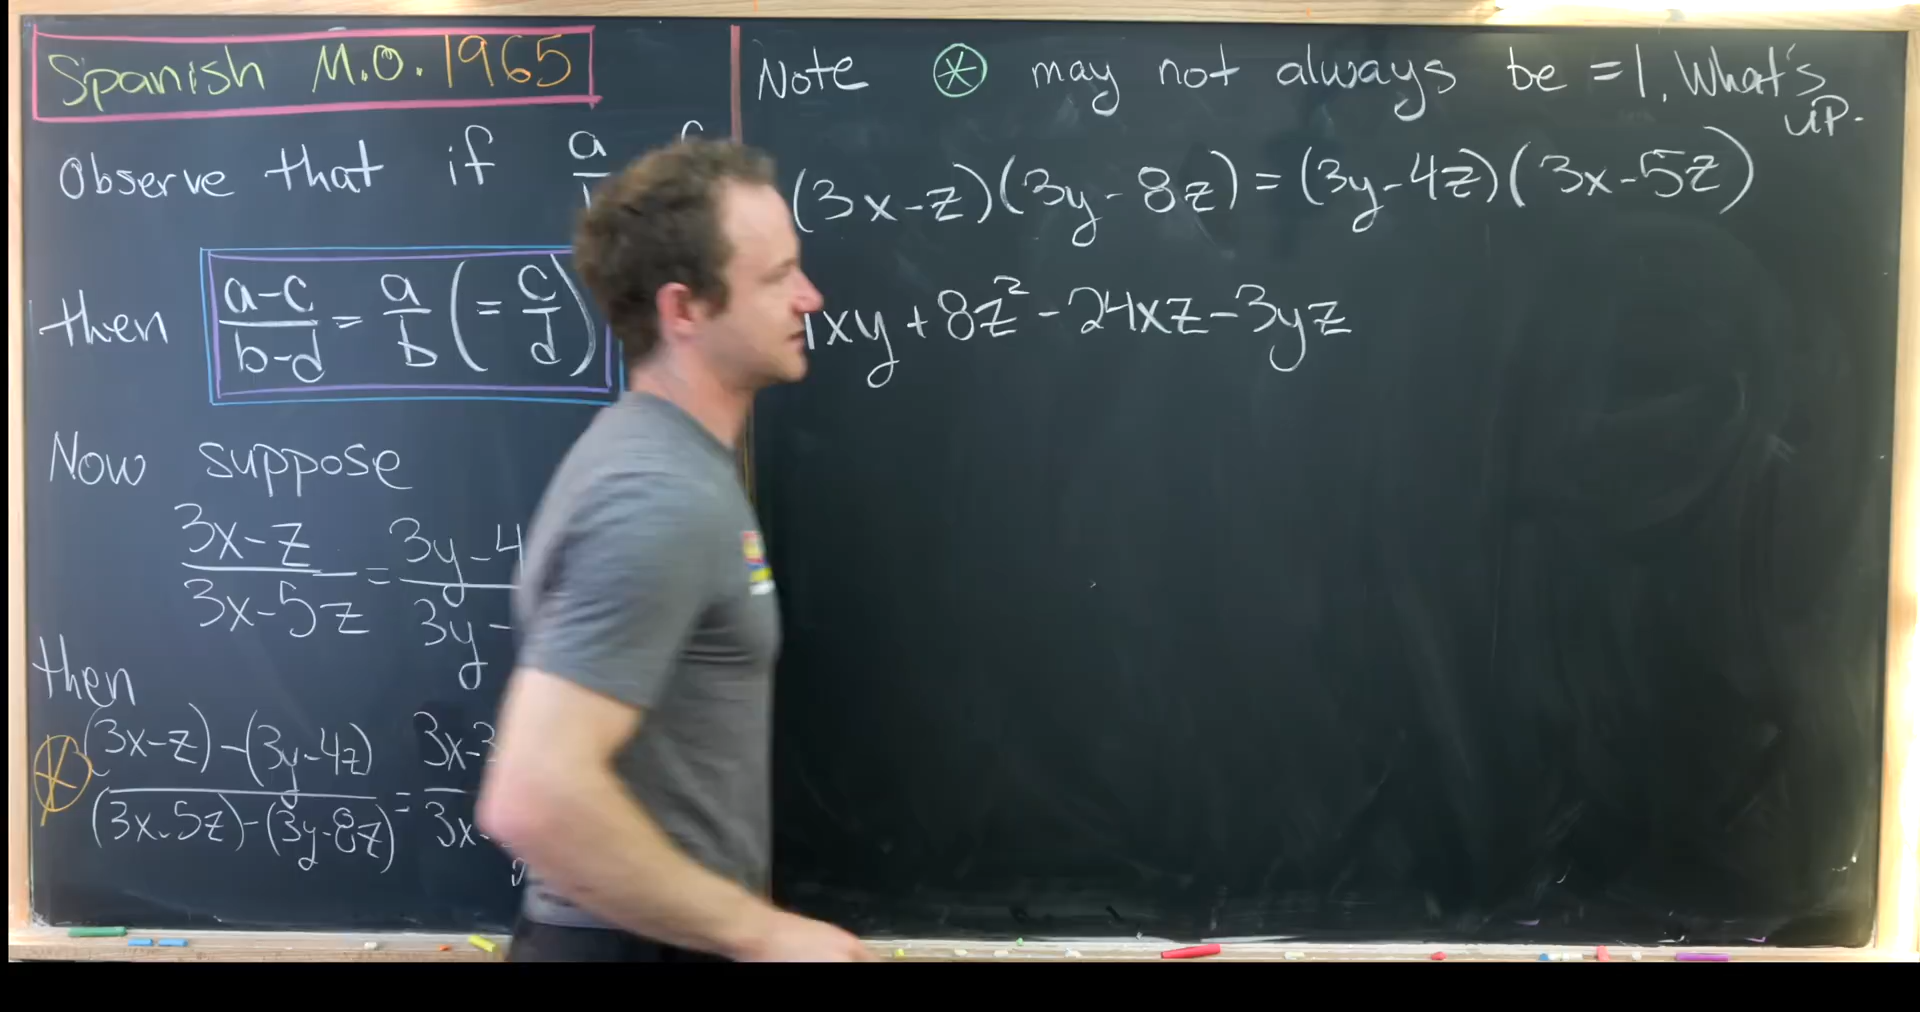 Spanish M.O. 1965
Observe that if a
then a-c/b-d = a/b (= c/d)
Now suppose
3x-z/3x-5z = 3y-4/3y-
then
⊛ (3x-z)-(3y-4z)/(3x-5z)-(3y-8z) = 3x-3/3x-
Note ⊛ may not always be =1. What's up.
(3x-z)(3y-8z)=(3y-4z)(3x-5z)
xy+8z²-24xz-3yz